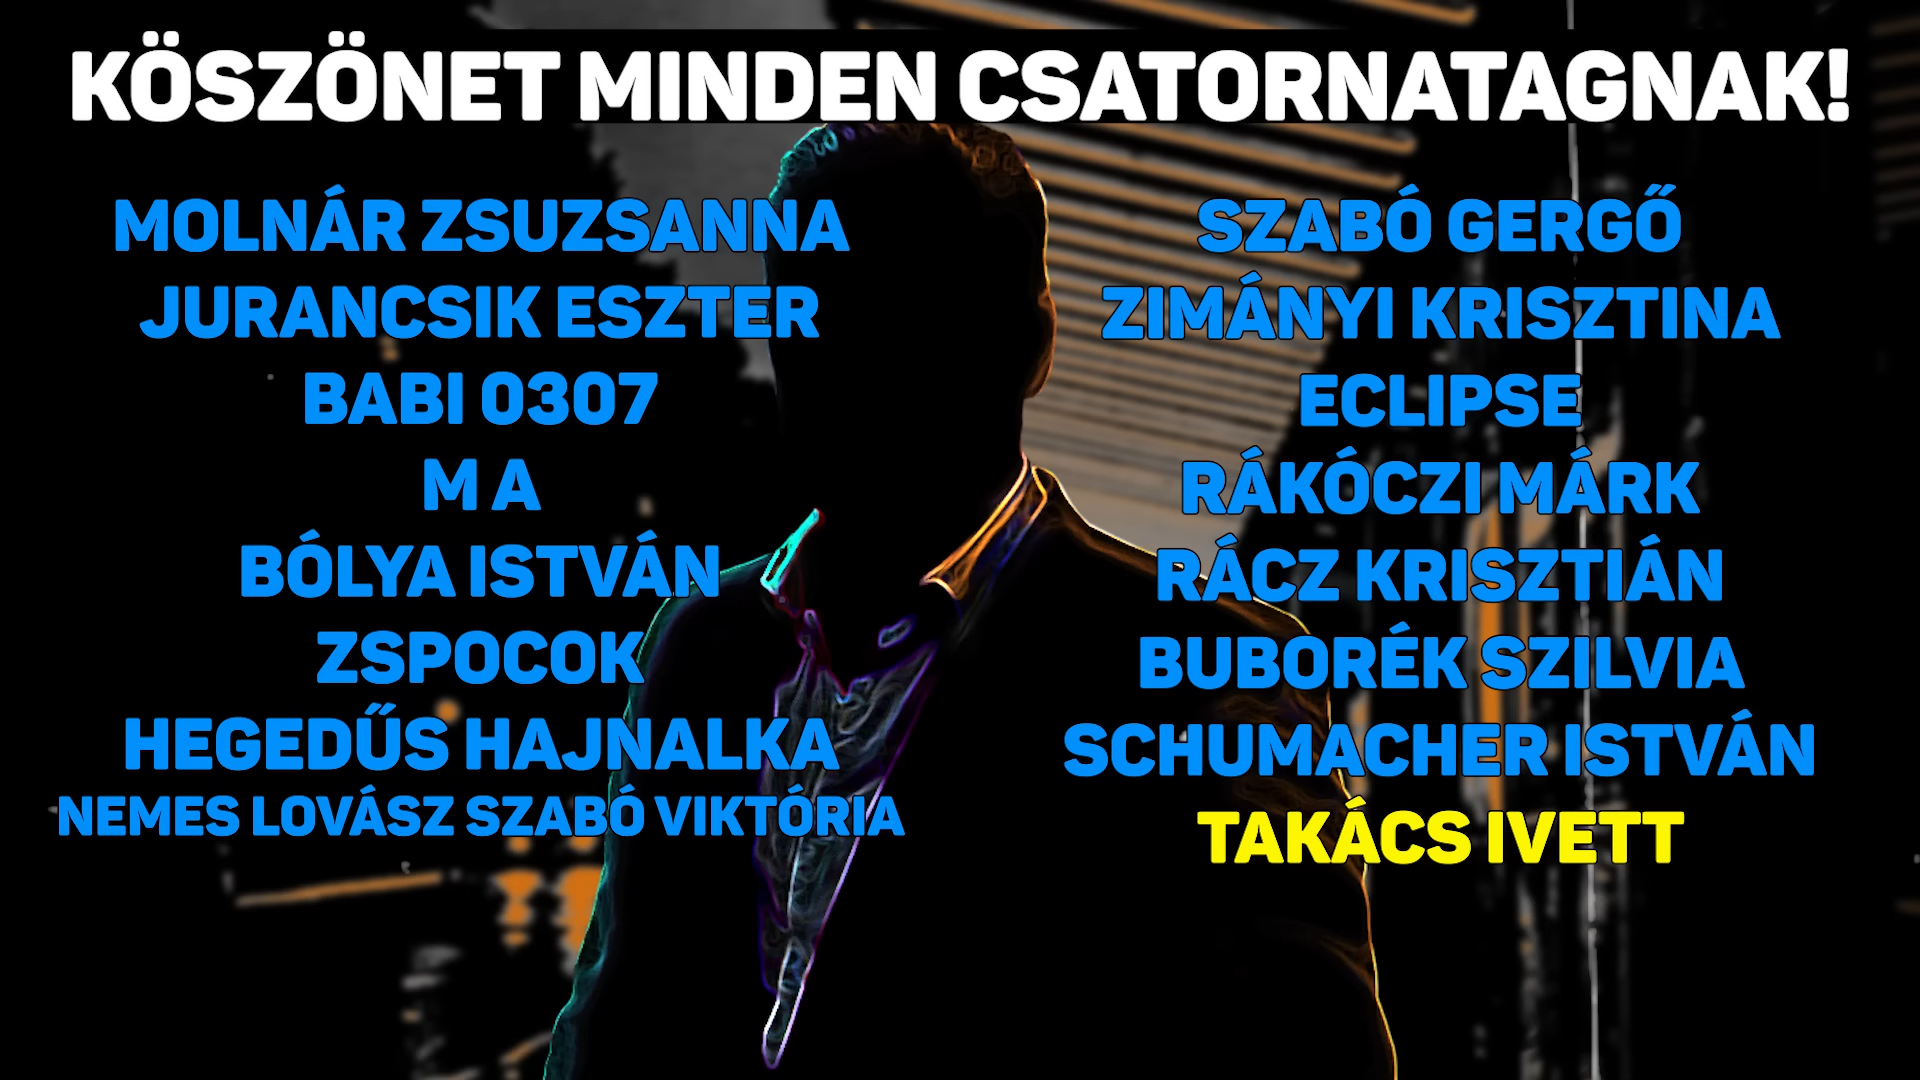 KÖSZÖNET MINDEN CSATORNATAGNAK!
MOLNÁR ZSUZSANNA
JURANCSIK ESZTER
BABI 0307
M A
BÓLYA ISTVÁN
ZSPOCOK
HEGEDŰS HAJNALKA
NEMES LOVÁSZ SZABÓ VIKTÓRIA
SZABÓ GERGŐ
ZIMÁNYI KRISZTINA
ECLIPSE
RÁKÓCZI MÁRK
RÁCZ KRISZTIÁN
BUBORÉK SZILVIA
SCHUMACHER ISTVÁN
TAKÁCS IVETT